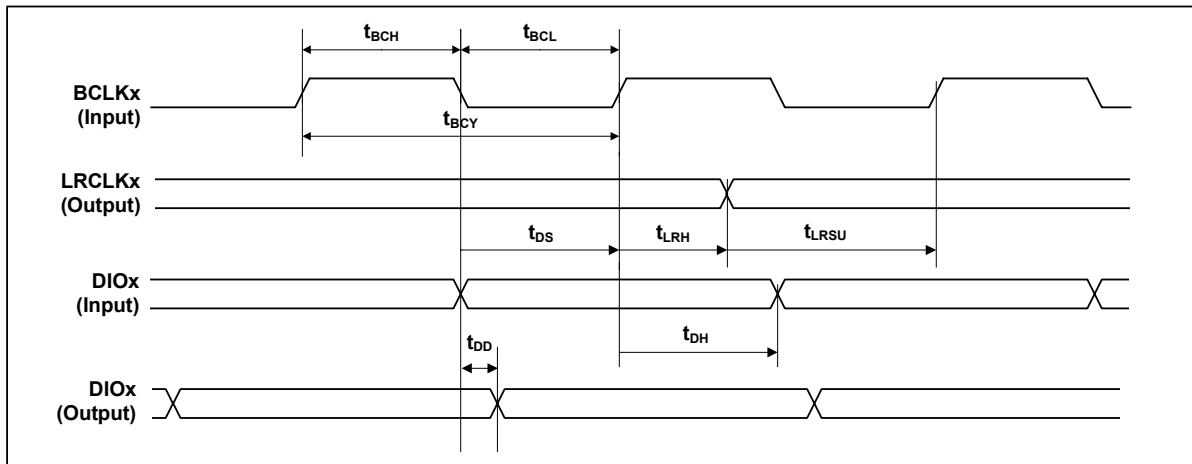 tBCH
tBCL
BCLKx
(Input)
tBCY
LRCLKx
(Output)
tDS
tLRH
tLRSU
DIOx
(Input)
tDH
tDD
DIOx
(Output)